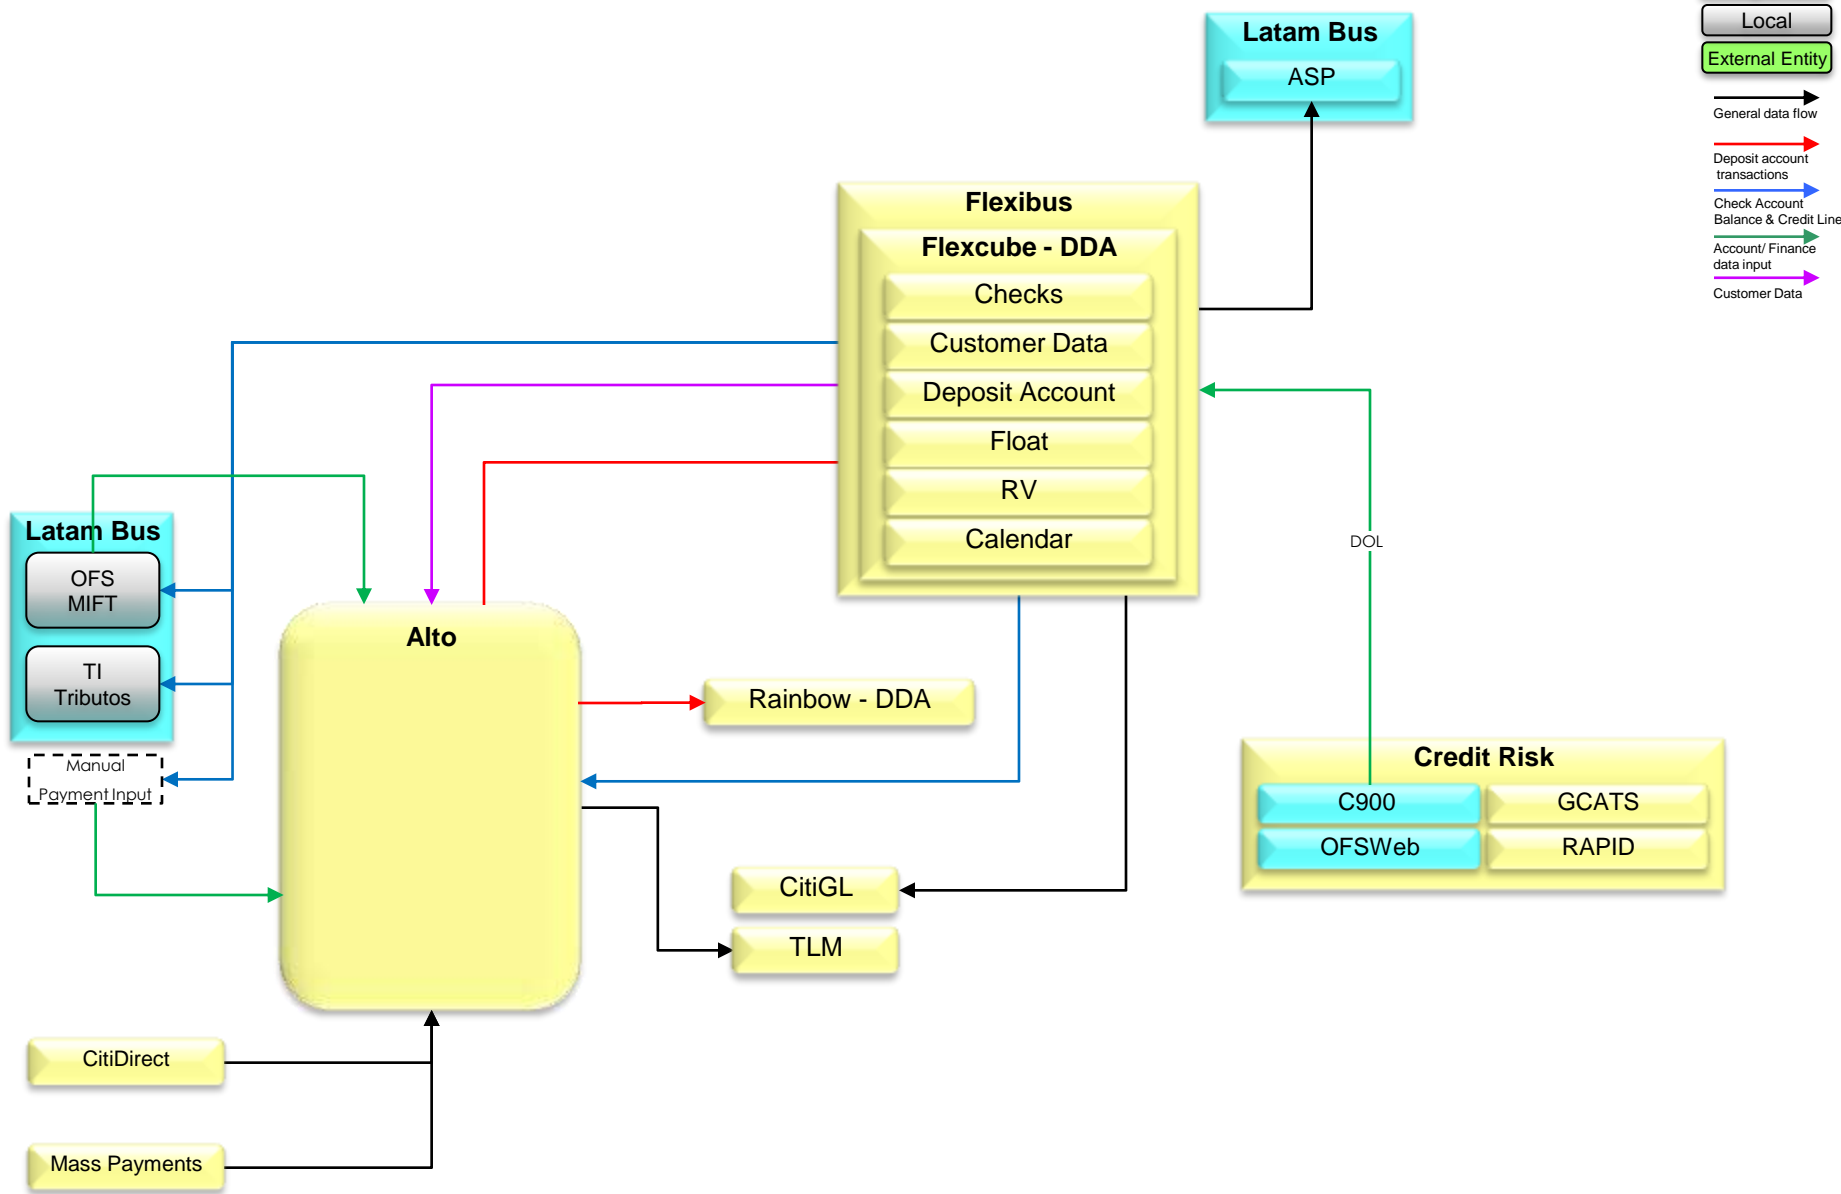 Latam Bus
ASP
Local
External Entity
General data flow
Deposit account
transactions
Check Account
Balance & Credit Line
Account/ Finance
data input
Customer Data
Flexibus
Flexcube - DDA
Checks
Customer Data
Deposit Account
Float
RV
Calendar
DOL
Latam Bus
OFS
MIFT
TI
Tributos
Manual
Payment Input
Alto
Rainbow - DDA
Credit Risk
C900
GCATS
OFSWeb
RAPID
CitiGL
TLM
CitiDirect
Mass Payments